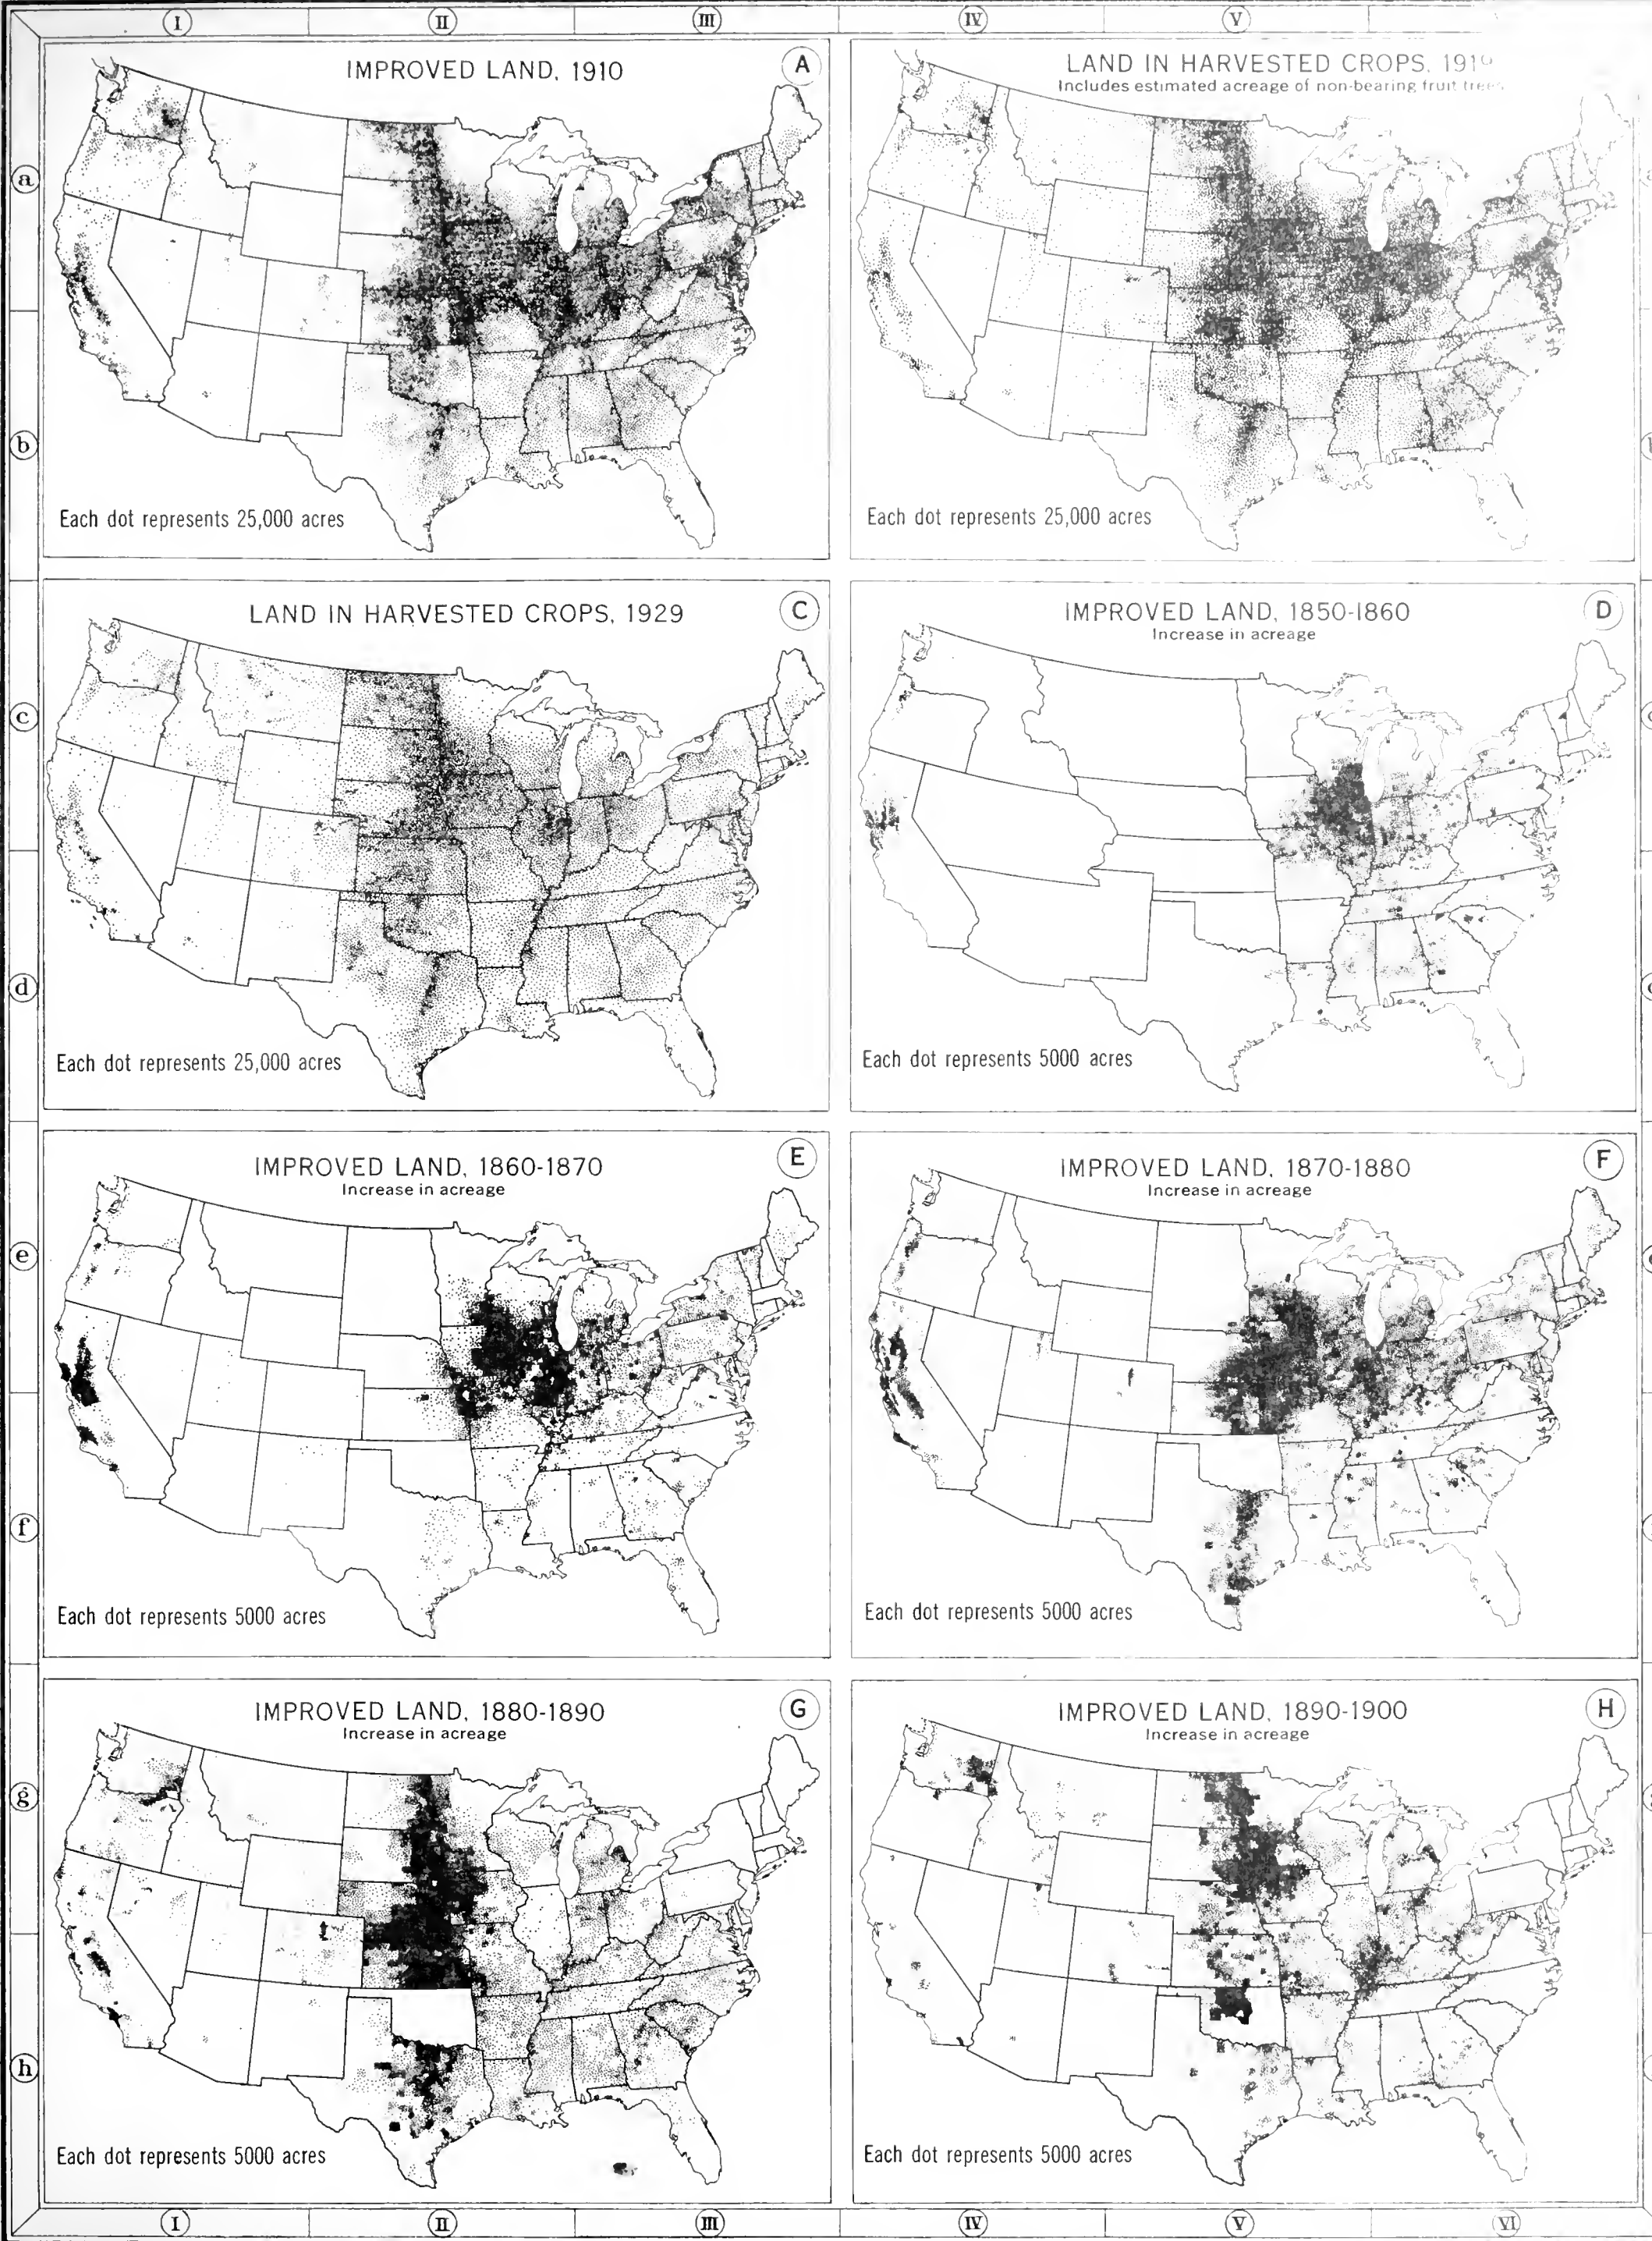 I II III IV V
IMPROVED LAND, 1910
A
Each dot represents 25,000 acres
LAND IN HARVESTED CROPS, 1919
Includes estimated acreage of non-bearing fruit trees
Each dot represents 25,000 acres
a
b
LAND IN HARVESTED CROPS, 1929
C
Each dot represents 25,000 acres
IMPROVED LAND, 1850-1860
Increase in acreage
D
Each dot represents 5000 acres
c
d
IMPROVED LAND, 1860-1870
Increase in acreage
E
Each dot represents 5000 acres
IMPROVED LAND, 1870-1880
Increase in acreage
F
Each dot represents 5000 acres
e
f
IMPROVED LAND, 1880-1890
Increase in acreage
G
Each dot represents 5000 acres
IMPROVED LAND, 1890-1900
Increase in acreage
H
Each dot represents 5000 acres
g
h
I II III IV V VI